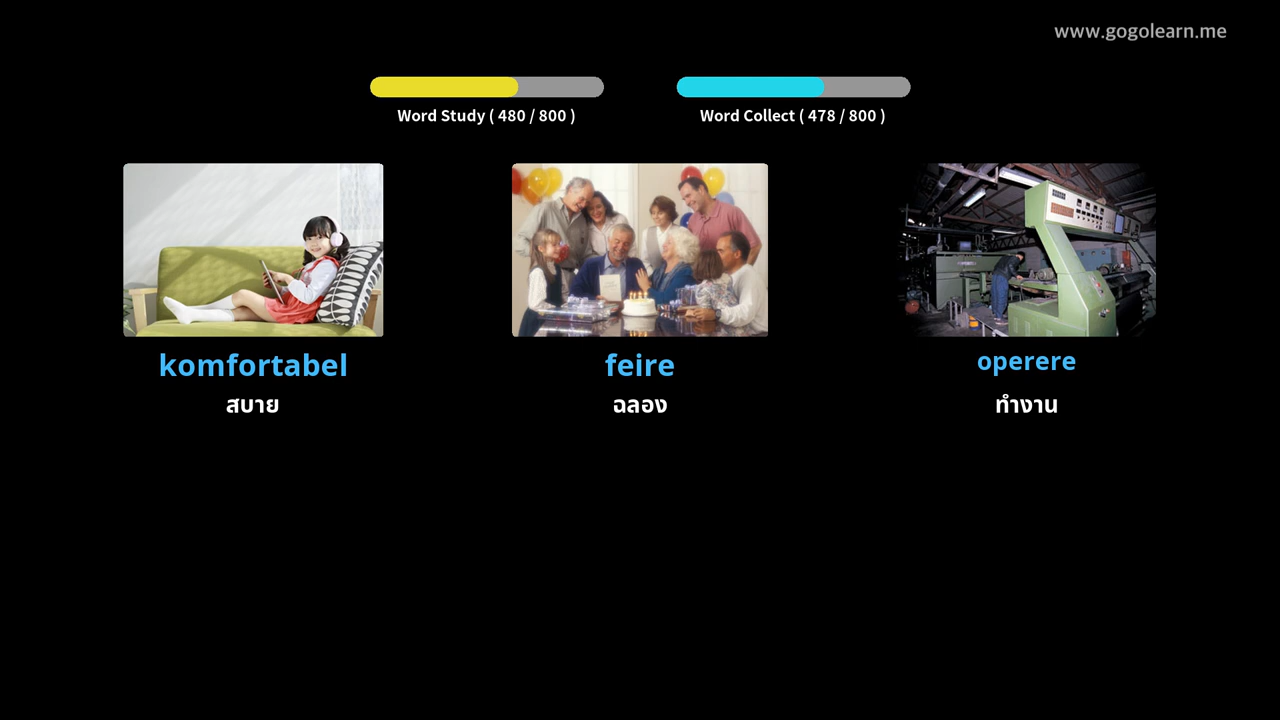 www.gogolearn.me
Word Study ( 480 / 800 )
Word Collect ( 478 / 800 )
komfortabel
สบาย
feire
ฉลอง
operere
ทำงาน